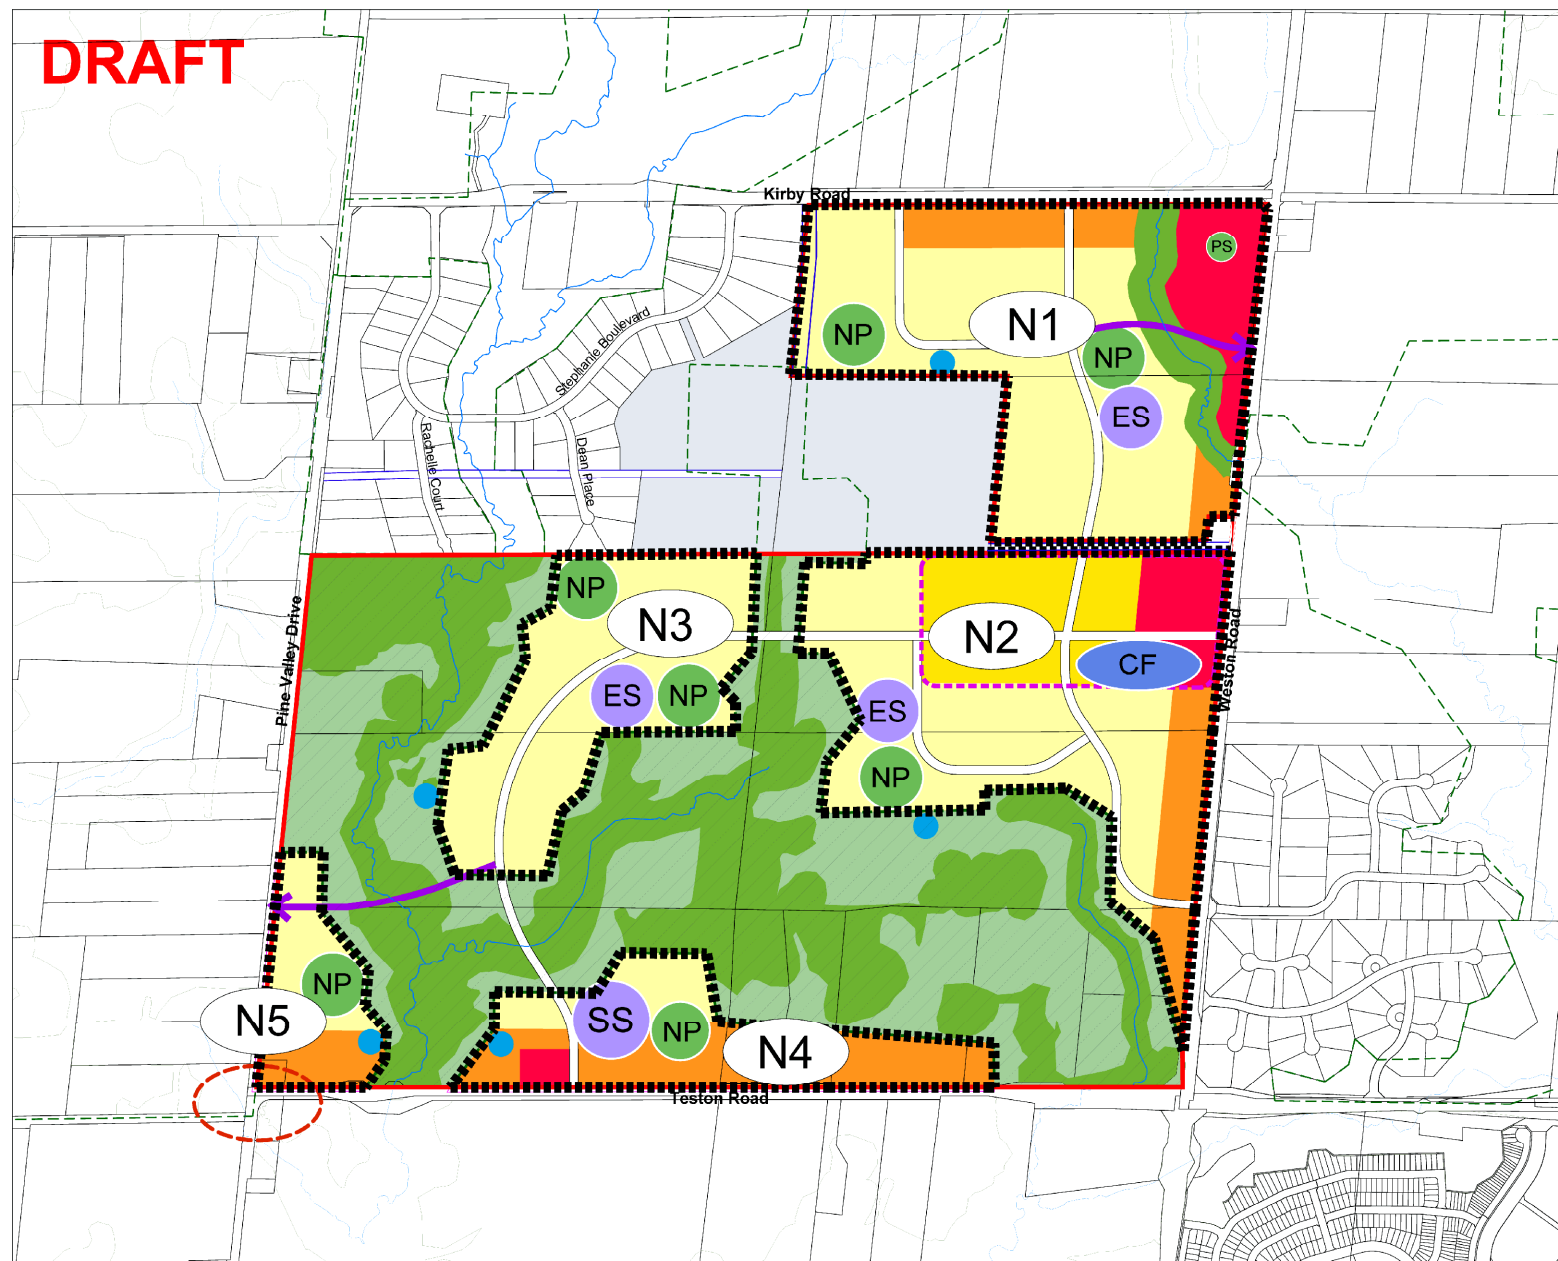 DRAFT
Kirby Road
PS
NP
N1
NP
ES
Stephanie Boulevard
Rachelle Court
Dean Place
NP
N3
N2
CF
Pine Valley Drive
Weston Road
ES
NP
ES
NP
NP
N5
SS
NP
N4
Teston Road